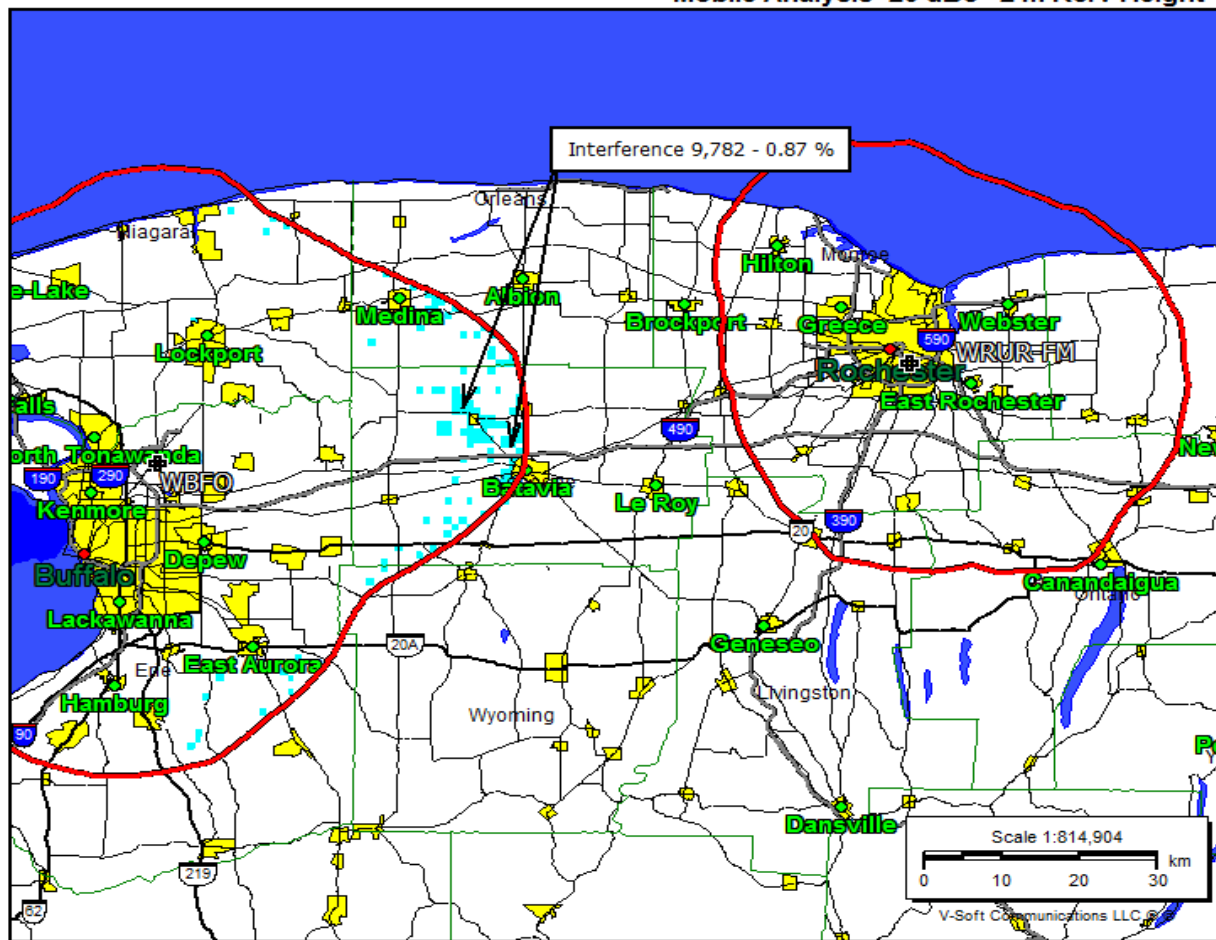 Mobile Analysis -20 dBc - 2 m Rcvr Height
Interference 9,782 - 0.87 %
Orleans
Niagara
Hilton
Monroe
e-Lake
Albion
Medina
Brockport
Greece
Webster
Lockport
590
WRUR-FM
Rochester
East Rochester
alls
490
Ne
orth Tonawanda
190
290
WBFO
Batavia
Le Roy
Kenmore
390
20
Depew
Buffalo
Canandaigua
Ontario
Lackawanna
Geneseo
20A
East Aurora
Erie
Livingston
Hamburg
Wyoming
90
P
Y
Dansville
Scale 1:814,904
km
0 10 20 30
219
62
V-Soft Communications LLC ® ©